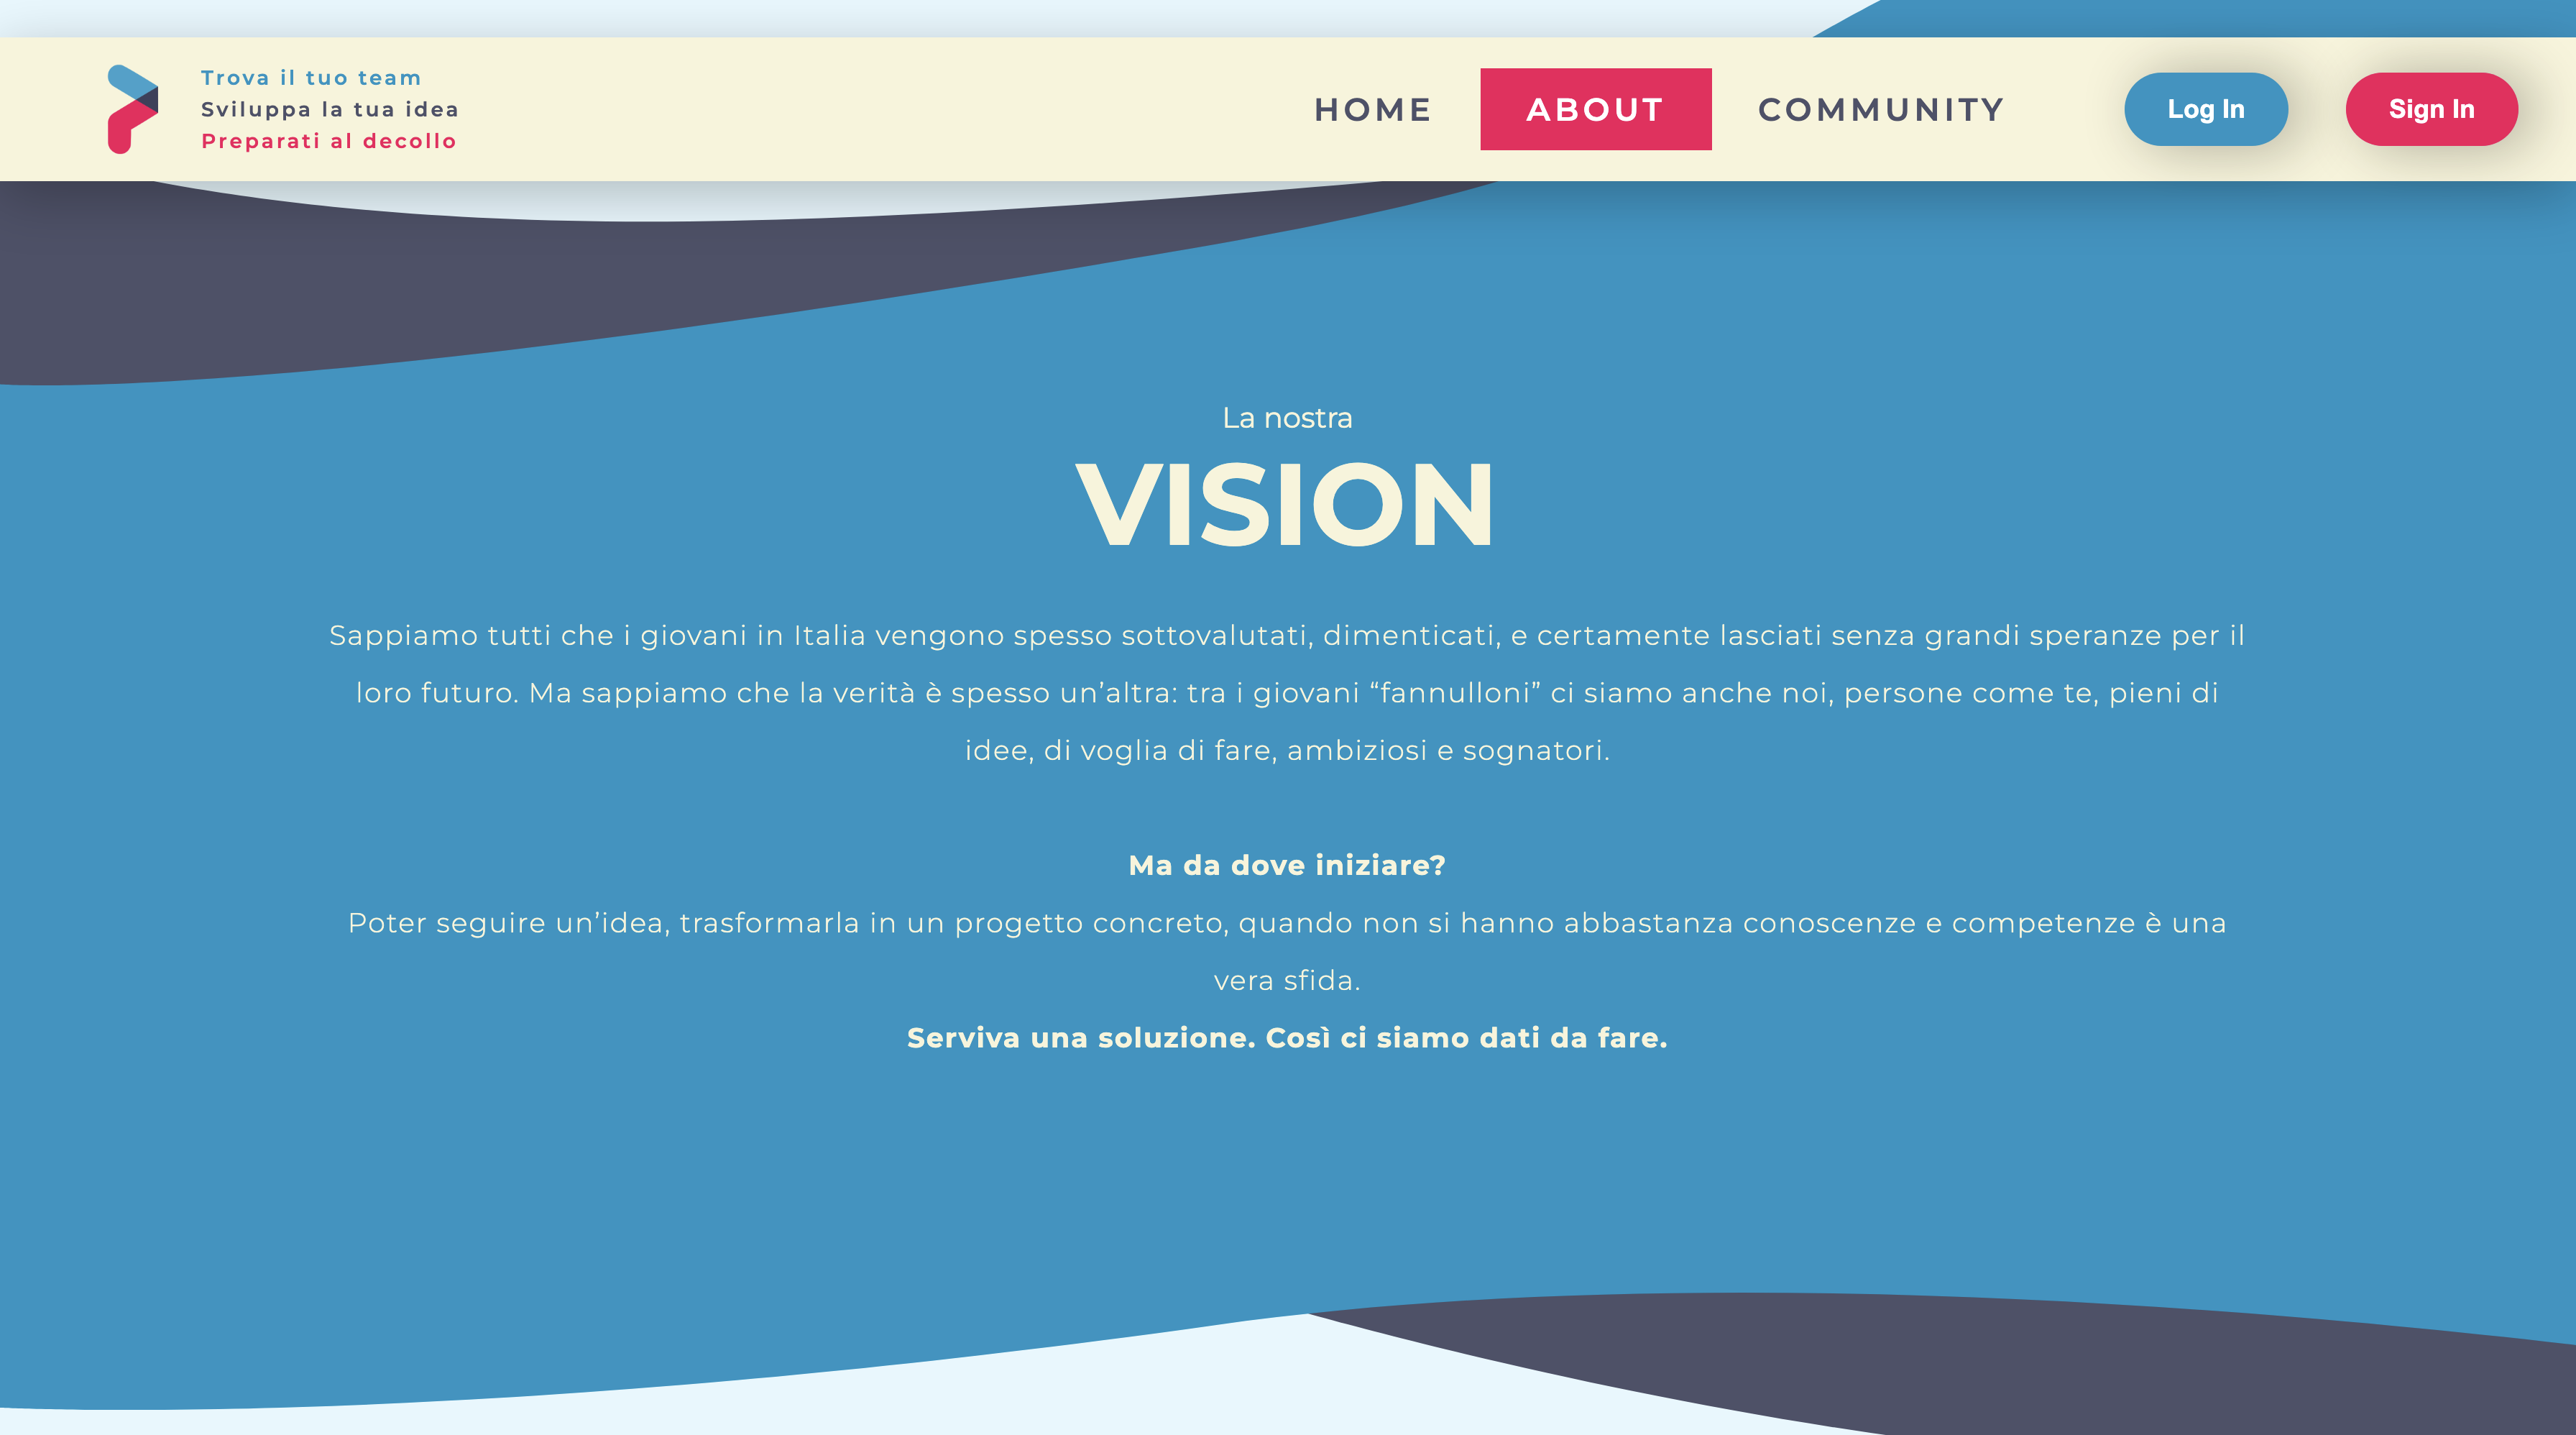 Trova il tuo team
Sviluppa la tua idea
Preparati al decollo
HOME
ABOUT
COMMUNITY
Log In
Sign In
La nostra
VISION
Sappiamo tutti che i giovani in Italia vengono spesso sottovalutati, dimenticati, e certamente lasciati senza grandi speranze per il
loro futuro. Ma sappiamo che la verità è spesso un’altra: tra i giovani “fannulloni” ci siamo anche noi, persone come te, pieni di
idee, di voglia di fare, ambiziosi e sognatori.
Ma da dove iniziare?
Poter seguire un’idea, trasformarla in un progetto concreto, quando non si hanno abbastanza conoscenze e competenze è una
vera sfida.
Serviva una soluzione. Così ci siamo dati da fare.